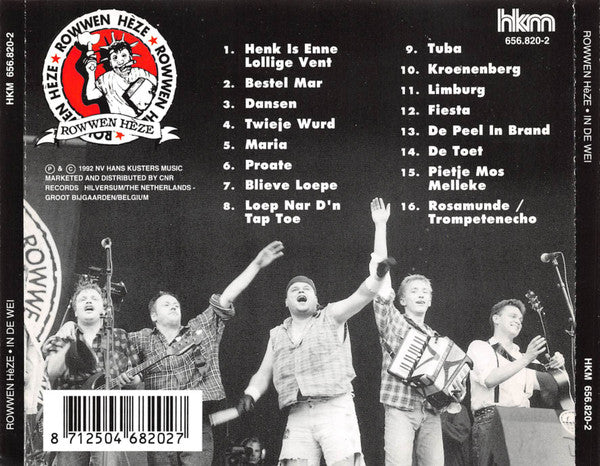 HKM 656.820-2
ROWWEN HèZE • IN DE WEI
ROWWEN HÈZE ★ ROWWEN HÈZE ★ ROWWEN HÈZE
ROWWEN HÈZE
1. Henk Is Enne
Lollige Vent
2. Bestel Mar
3. Dansen
4. Twieje Wurd
5. Maria
6. Proate
7. Blieve Loepe
8. Loep Nar D'n
Tap Toe
hkm
656.820-2
9. Tuba
10. Kroenenberg
11. Limburg
12. Fiesta
13. De Peel In Brand
14. De Toet
15. Pietje Mos
Melleke
16. Rosamunde /
Trompetenecho
℗ & © 1992 NV HANS KUSTERS MUSIC
MARKETED AND DISTRIBUTED BY CNR
RECORDS HILVERSUM/THE NETHERLANDS -
GROOT BIJGAARDEN/BELGIUM
ROWWE
8 712504 682027
hkm
ROWWEN HèZE • IN DE WEI
HKM 656.820-2